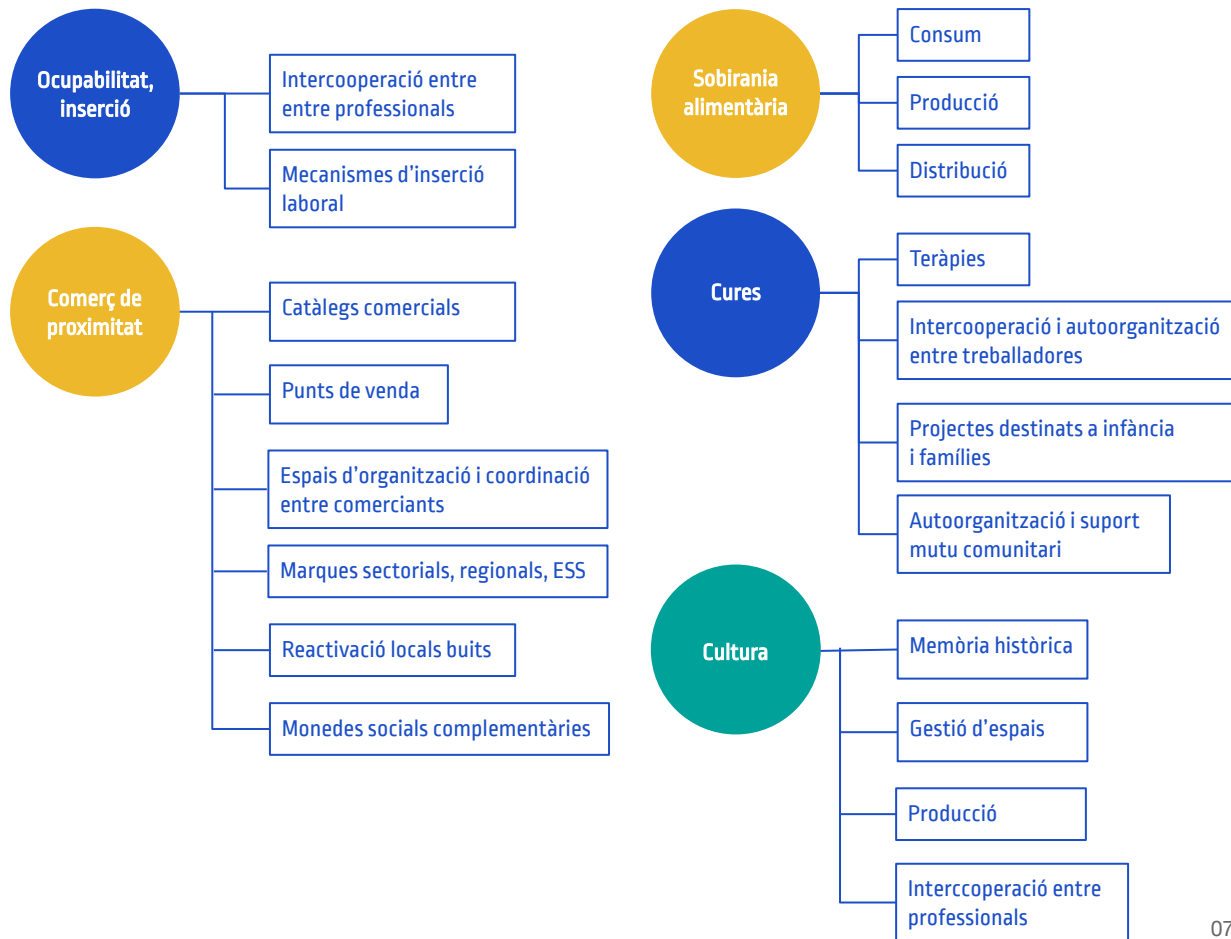 Ocupabilitat,
inserció
Intercooperació entre
entre professionals
Mecanismes d'inserció
laboral
Comerç de
proximitat
Catàlegs comercials
Punts de venda
Espais d'organització i coordinació
entre comerciants
Marques sectorials, regionals, ESS
Reactivació locals buits
Monedes socials complementàries
Sobirania
alimentària
Consum
Producció
Distribució
Cures
Teràpies
Intercooperació i autoorganització
entre treballadores
Projectes destinats a infància
i famílies
Autoorganització i suport
mutu comunitari
Cultura
Memòria històrica
Gestió d'espais
Producció
Interccoperació entre
professionals
07